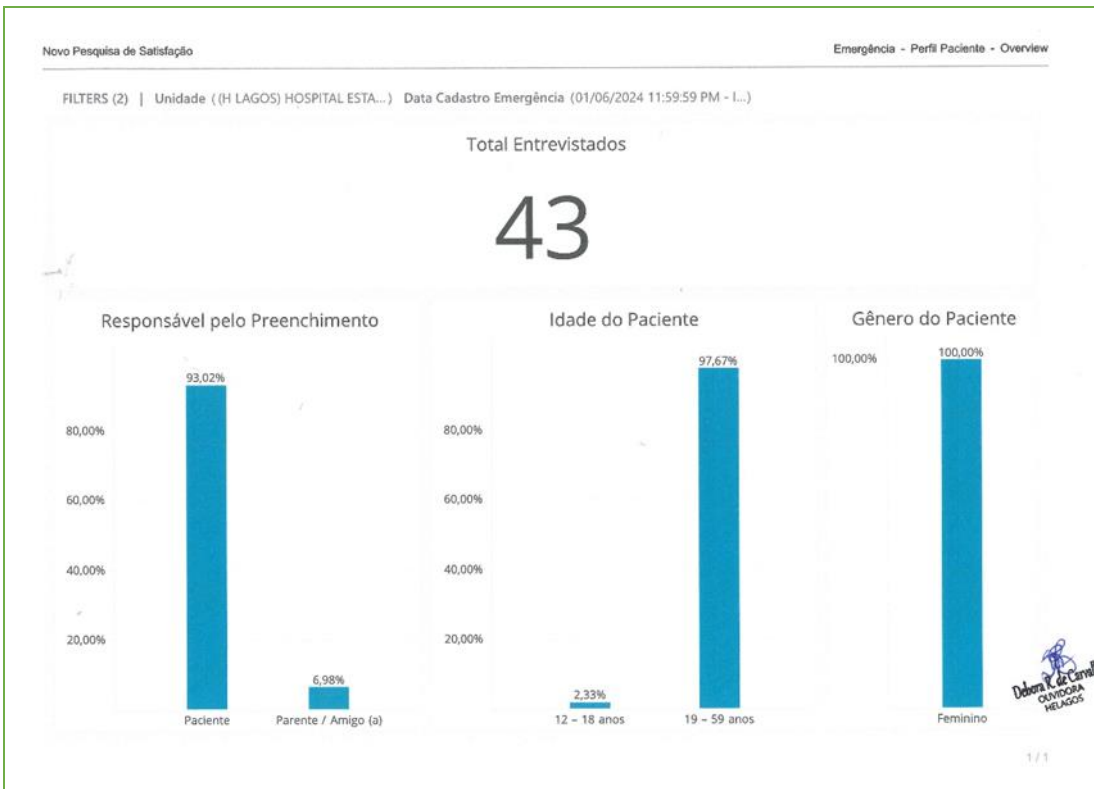 Novo Pesquisa de Satisfação
Emergência - Perfil Paciente - Overview
FILTERS (2) | Unidade ((H LAGOS) HOSPITAL ESTA...) Data Cadastro Emergência (01/06/2024 11:59:59 PM - I...)
Total Entrevistados
43
Responsável pelo Preenchimento
93,02%
80,00%
60,00%
40,00%
20,00%
6,98%
Paciente
Parente / Amigo (a)
Idade do Paciente
97,67%
80,00%
60,00%
40,00%
20,00%
2,33%
12 – 18 anos
19 – 59 anos
Gênero do Paciente
100,00%
100,00%
Feminino
Debora R. de Carval
OUVIDORA
HELAGOS
1 / 1